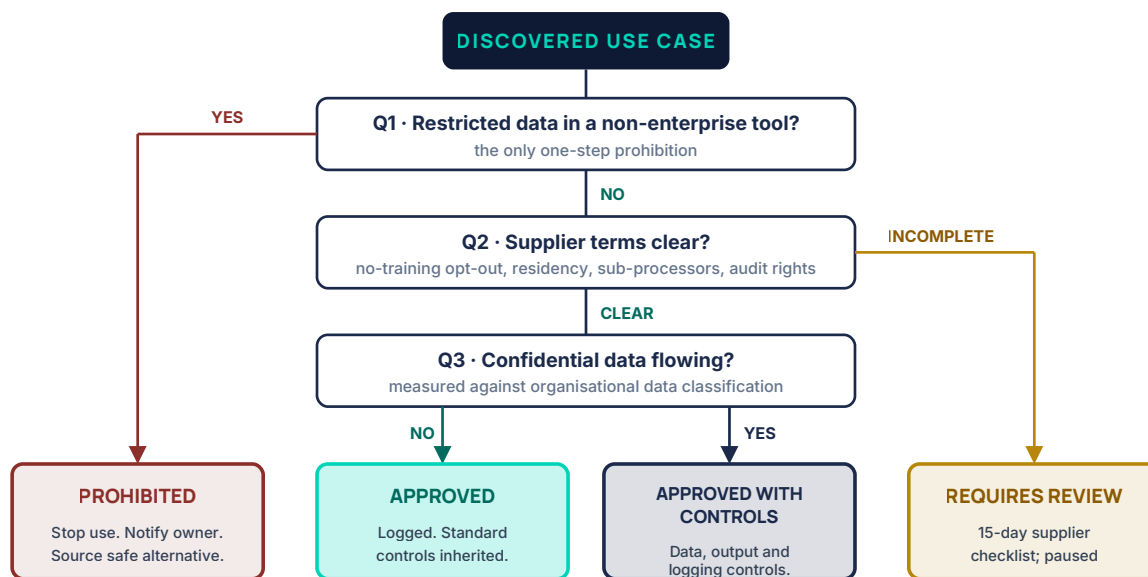 DISCOVERED USE CASE
YES
Q1 · Restricted data in a non-enterprise tool?
the only one-step prohibition
NO
Q2 · Supplier terms clear?
no-training opt-out, residency, sub-processors, audit rights
INCOMPLETE
CLEAR
Q3 · Confidential data flowing?
measured against organisational data classification
NO
YES
PROHIBITED
Stop use. Notify owner.
Source safe alternative.
APPROVED
Logged. Standard
controls inherited.
APPROVED WITH
CONTROLS
Data, output and
logging controls.
REQUIRES REVIEW
15-day supplier
checklist; paused